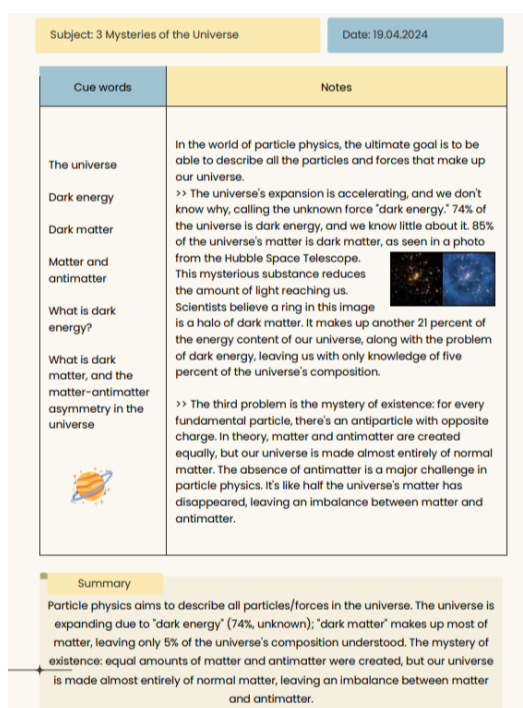 Subject: 3 Mysteries of the Universe
Date: 19.04.2024
Cue words
Notes
The universe
Dark energy
Dark matter
Matter and
antimatter
What is dark
energy?
What is dark
matter, and the
matter-antimatter
asymmetry in the
universe
In the world of particle physics, the ultimate goal is to be
able to describe all the particles and forces that make up
our universe.
>> The universe's expansion is accelerating, and we don't
know why, calling the unknown force "dark energy." 74% of
the universe is dark energy, and we know little about it. 85%
of the universe's matter is dark matter, as seen in a photo
from the Hubble Space Telescope.
This mysterious substance reduces
the amount of light reaching us.
Scientists believe a ring in this image
is a halo of dark matter. It makes up another 21 percent of
the energy content of our universe, along with the problem
of dark energy, leaving us with only knowledge of five
percent of the universe's composition.
>> The third problem is the mystery of existence: for every
fundamental particle, there's an antiparticle with opposite
charge. In theory, matter and antimatter are created
equally, but our universe is made almost entirely of normal
matter. The absence of antimatter is a major challenge in
particle physics. It's like half the universe's matter has
disappeared, leaving an imbalance between matter and
antimatter.
Summary
Particle physics aims to describe all particles/forces in the universe. The universe is
expanding due to "dark energy" (74%, unknown); "dark matter" makes up most of
matter, leaving only 5% of the universe's composition understood. The mystery of
existence: equal amounts of matter and antimatter were created, but our universe
is made almost entirely of normal matter, leaving an imbalance between matter
and antimatter.